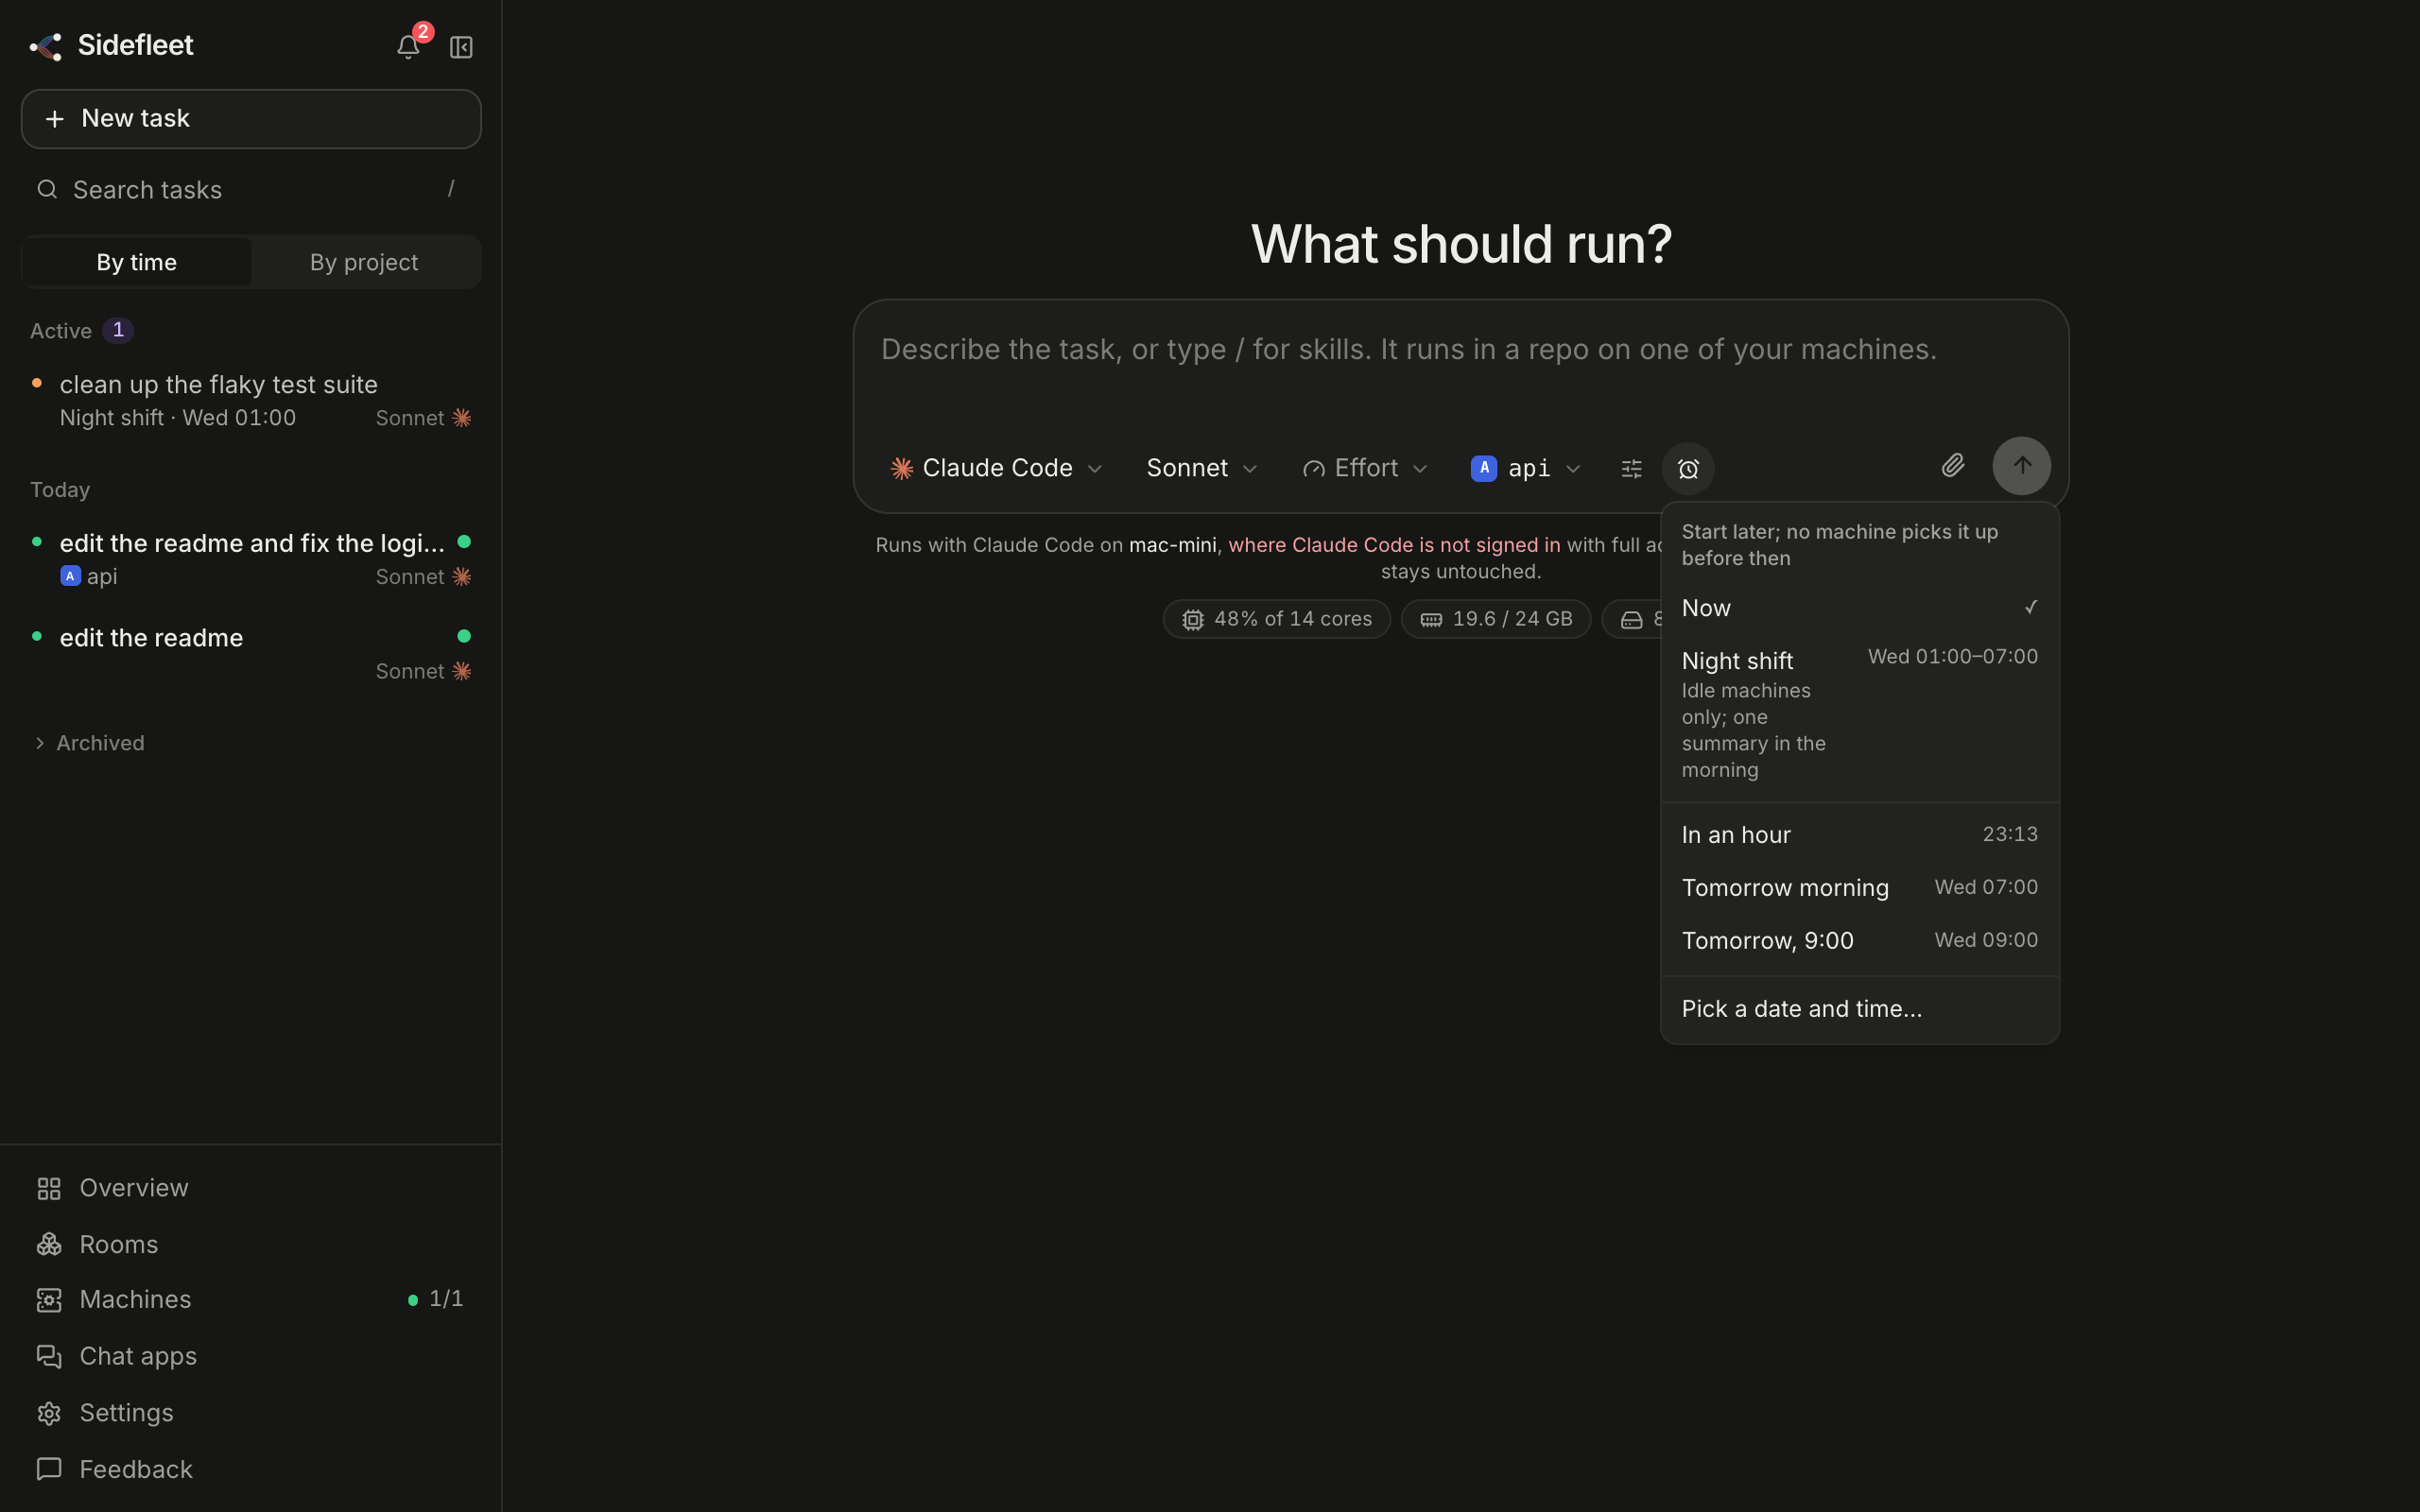 Sidefleet
2
New task
Search tasks /
By time By project
Active 1
clean up the flaky test suite
Night shift · Wed 01:00 Sonnet
Today
edit the readme and fix the logi...
A api Sonnet
edit the readme
Sonnet
Archived
Overview
Rooms
Machines 1/1
Chat apps
Settings
Feedback
What should run?
Describe the task, or type / for skills. It runs in a repo on one of your machines.
Claude Code Sonnet Effort A api
Runs with Claude Code on mac-mini, where Claude Code is not signed in with full
stays untouched.
48% of 14 cores 19.6 / 24 GB 8
Start later; no machine picks it up
before then
Now ✓
Night shift Wed 01:00–07:00
Idle machines
only; one
summary in the
morning
In an hour 23:13
Tomorrow morning Wed 07:00
Tomorrow, 9:00 Wed 09:00
Pick a date and time...